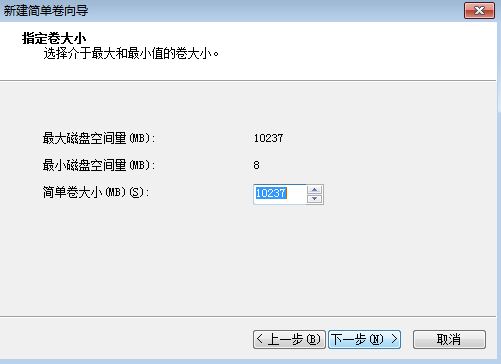 新建简单卷向导
指定卷大小
选择介于最大和最小值的卷大小。
最大磁盘空间量(MB): 10237
最小磁盘空间量(MB): 8
简单卷大小(MB)(S): 10237
< 上一步(B) 下一步(N) > 取消